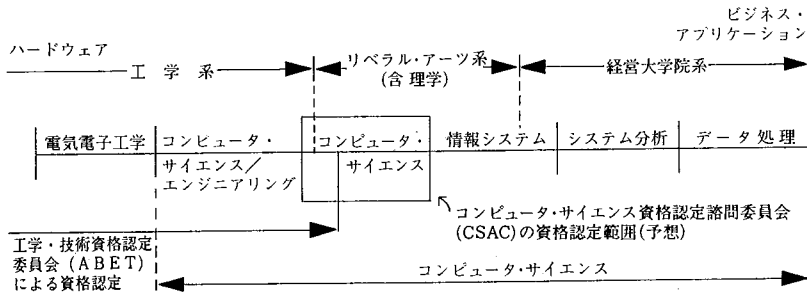 ビジネス・
アプリケーション
ハードウェア
工学系
リベラル・アーツ系
(含 理学)
経営大学院系
電気電子工学
コンピュータ・
サイエンス／
エンジニアリング
コンピュータ・
サイエンス
情報システム
システム分析
データ処理
コンピュータ・サイエンス資格認定諮問委員会
(CSAC)の資格認定範囲(予想)
工学・技術資格認定
委員会(ABET)
による資格認定
コンピュータ・サイエンス